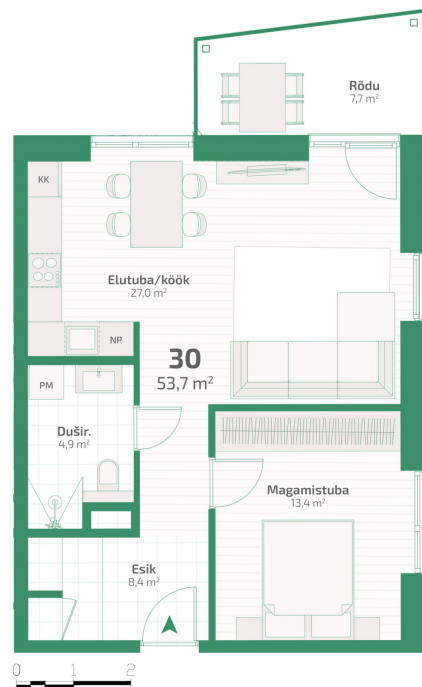 Rõdu
7,7 m²
KK
Elutuba/köök
27,0 m²
NP
30
53,7 m²
PM
Dušir.
4,9 m²
Magamistuba
13,4 m²
Esik
8,4 m²
0 1 2